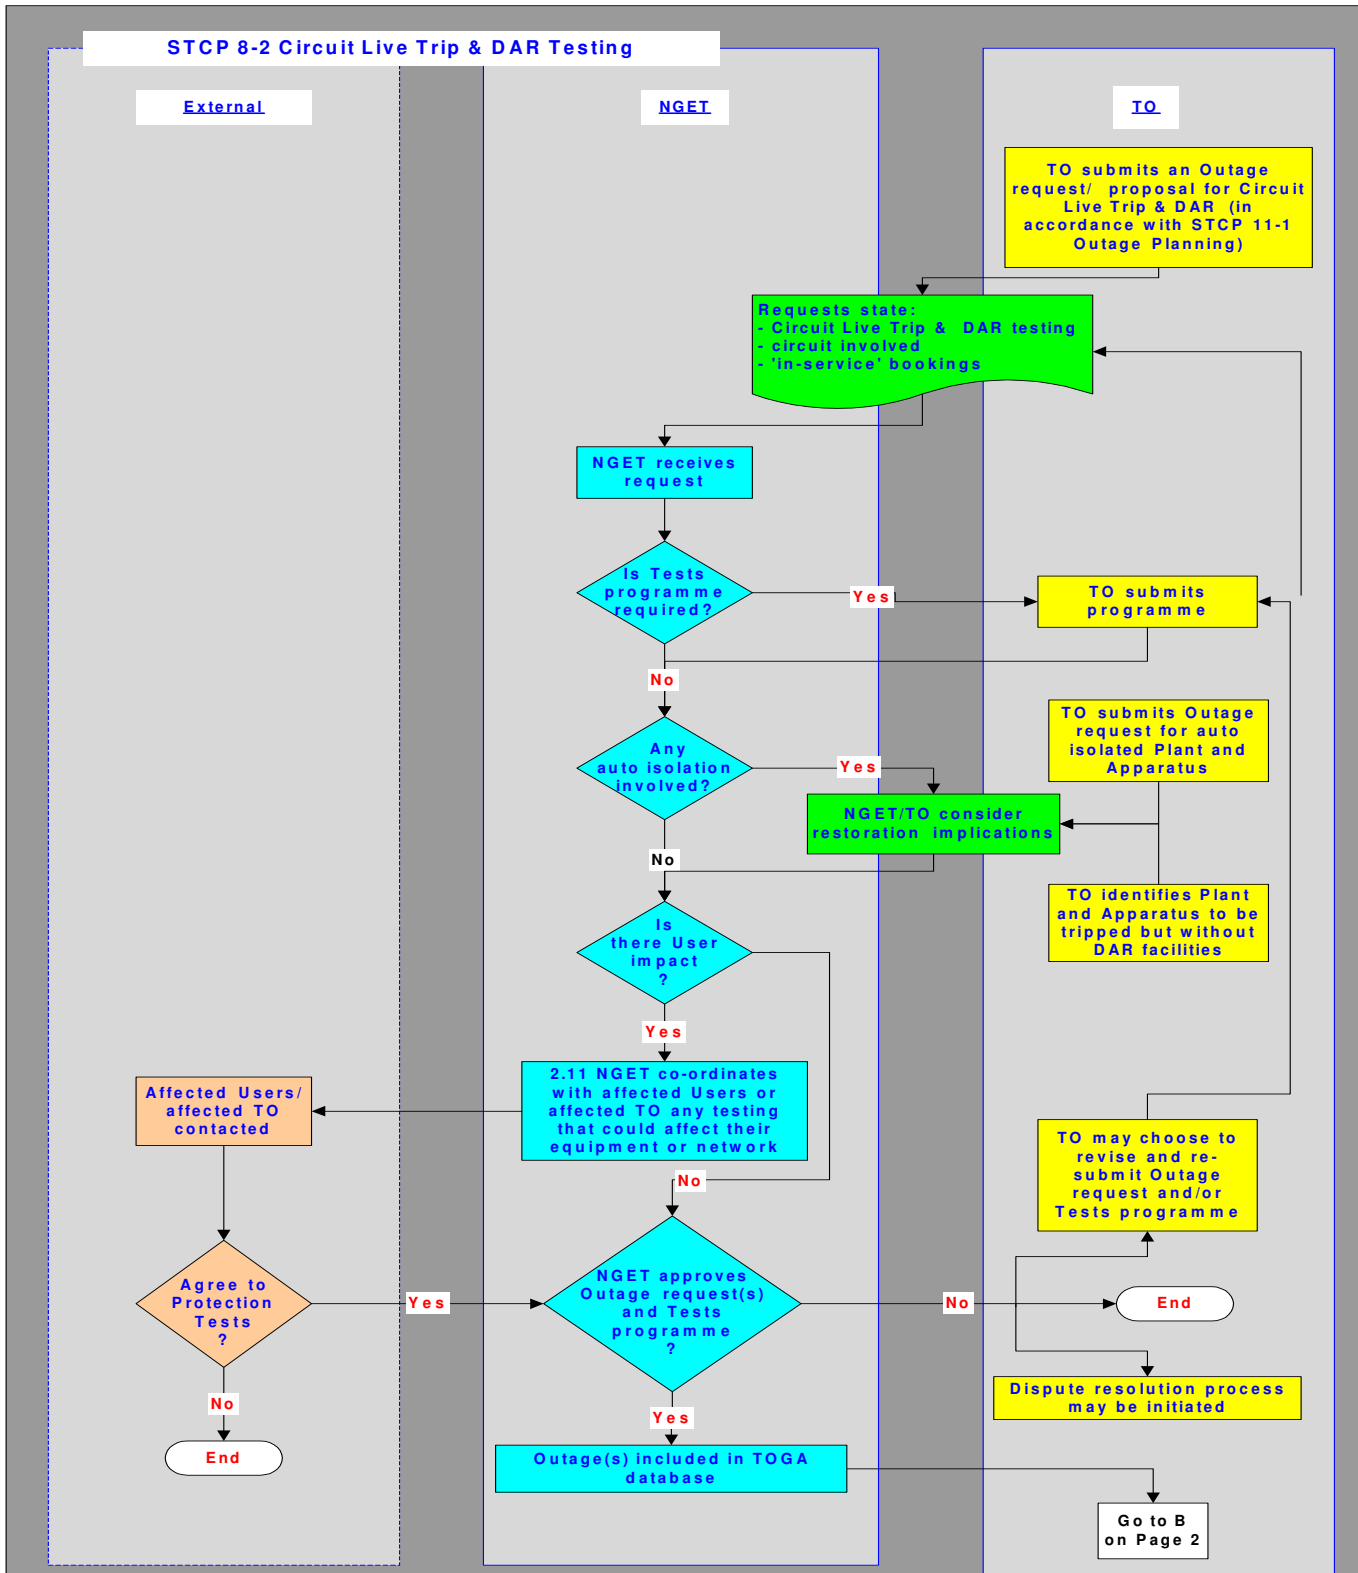 STCP 8-2 Circuit Live Trip & DAR Testing
External
NGET
TO
TO submits an Outage
request/ proposal for Circuit
Live Trip & DAR (in
accordance with STCP 11-1
Outage Planning)
Requests state:
- Circuit Live Trip & DAR testing
- circuit involved
- 'in-service' bookings
NGET receives
request
Is Tests
programme
required?
Yes
TO submits
programme
No
Any
auto isolation
involved?
Yes
TO submits Outage
request for auto
isolated Plant and
Apparatus
NGET/TO consider
restoration implications
No
TO identifies Plant
and Apparatus to be
tripped but without
DAR facilities
Is
there User
impact
?
Yes
2.11 NGET co-ordinates
with affected Users or
affected TO any testing
that could affect their
equipment or network
Affected Users/
affected TO
contacted
TO may choose to
revise and re-
submit Outage
request and/or
Tests programme
No
Agree to
Protection
Tests
?
Yes
NGET approves
Outage request(s)
and Tests
programme
?
No
End
Dispute resolution process
may be initiated
No
End
Yes
Outage(s) included in TOGA
database
Go to B
on Page 2